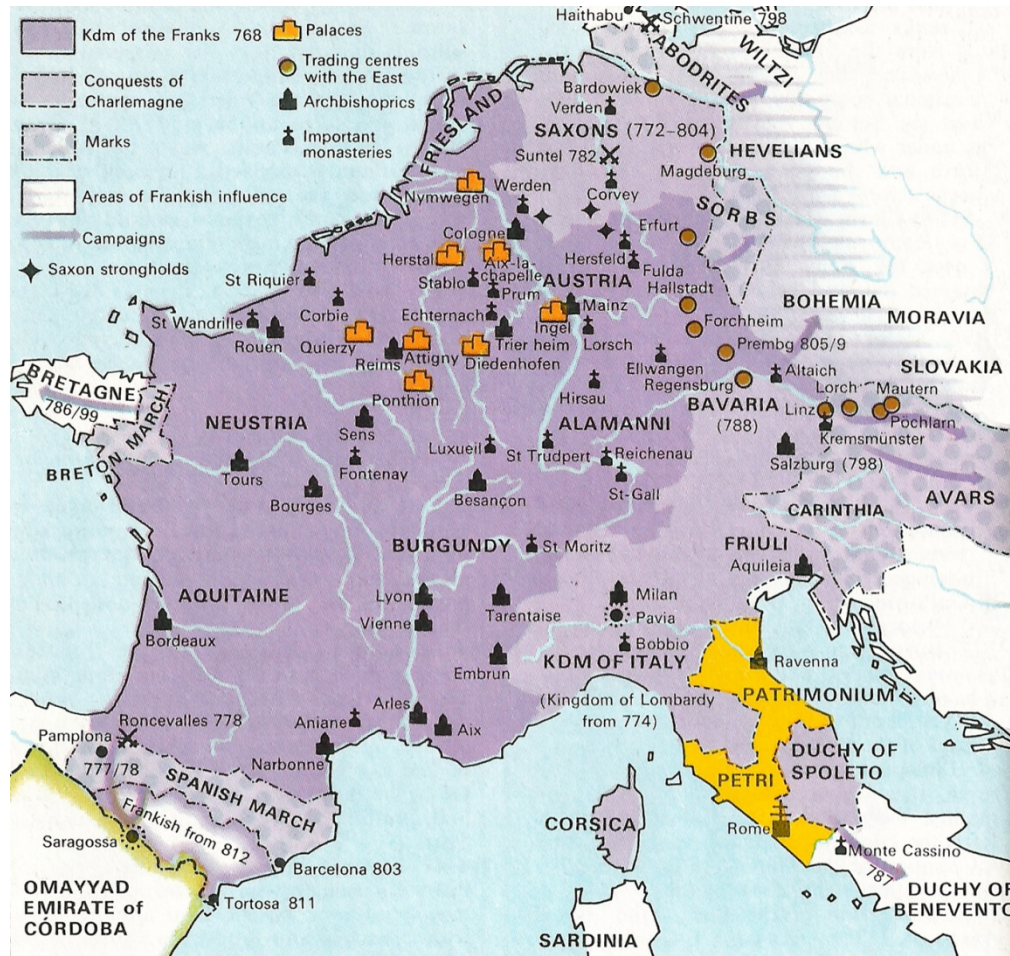 Kdm of the Franks 768
Conquests of
Charlemagne
Marks
Areas of Frankish influence
Campaigns
Saxon strongholds
Palaces
Trading centres
with the East
Archbishoprics
Important
monasteries
Haithabu
Schwentine 798
ABODRITES
WILTZI
Bardowiek
Verden
SAXONS (772–804)
Suntel 782
HEVELIANS
Magdeburg
FRIESLAND
Nymwegen
Werden
Corvey
SORBS
Cologne
Erfurt
Herstal
Aix-la-
chapelle
Hersfeld
St Riquier
Stablo
AUSTRIA
Fulda
Prum
Hallstadt
Mainz
BOHEMIA
Corbie
Echternach
St Wandrille
Ingel
heim
Forchheim
MORAVIA
Rouen
Quierzy
Trier
Lorsch
Reims
Attigny
Diedenhofen
Prembg 805/9
Ellwangen
SLOVAKIA
BRETAGNE
786/99
Altaich
Regensburg
Lorch
Mautern
Ponthion
Hirsau
BAVARIA
(788)
Linz
Pöchlarn
BRETON MARCH
NEUSTRIA
Sens
ALAMANNI
Kremsmünster
Luxueil
St Trudpert
Reichenau
Fontenay
Salzburg (798)
Tours
St-Gall
Besançon
Bourges
AVARS
CARINTHIA
BURGUNDY
St Moritz
FRIULI
Aquileia
AQUITAINE
Lyon
Tarentaise
Milan
Vienne
Pavia
Bordeaux
Bobbio
Embrun
KDM OF ITALY
(Kingdom of Lombardy
from 774)
Ravenna
PATRIMONIUM
PETRI
Arles
Aniane
Aix
Roncevalles 778
Pamplona
777/78
Narbonne
DUCHY OF
SPOLETO
SPANISH MARCH
Frankish from 812
CORSICA
Rome
Saragossa
Barcelona 803
Monte Cassino
787
OMAYYAD
EMIRATE of
CÓRDOBA
Tortosa 811
DUCHY OF
BENEVENTO
SARDINIA